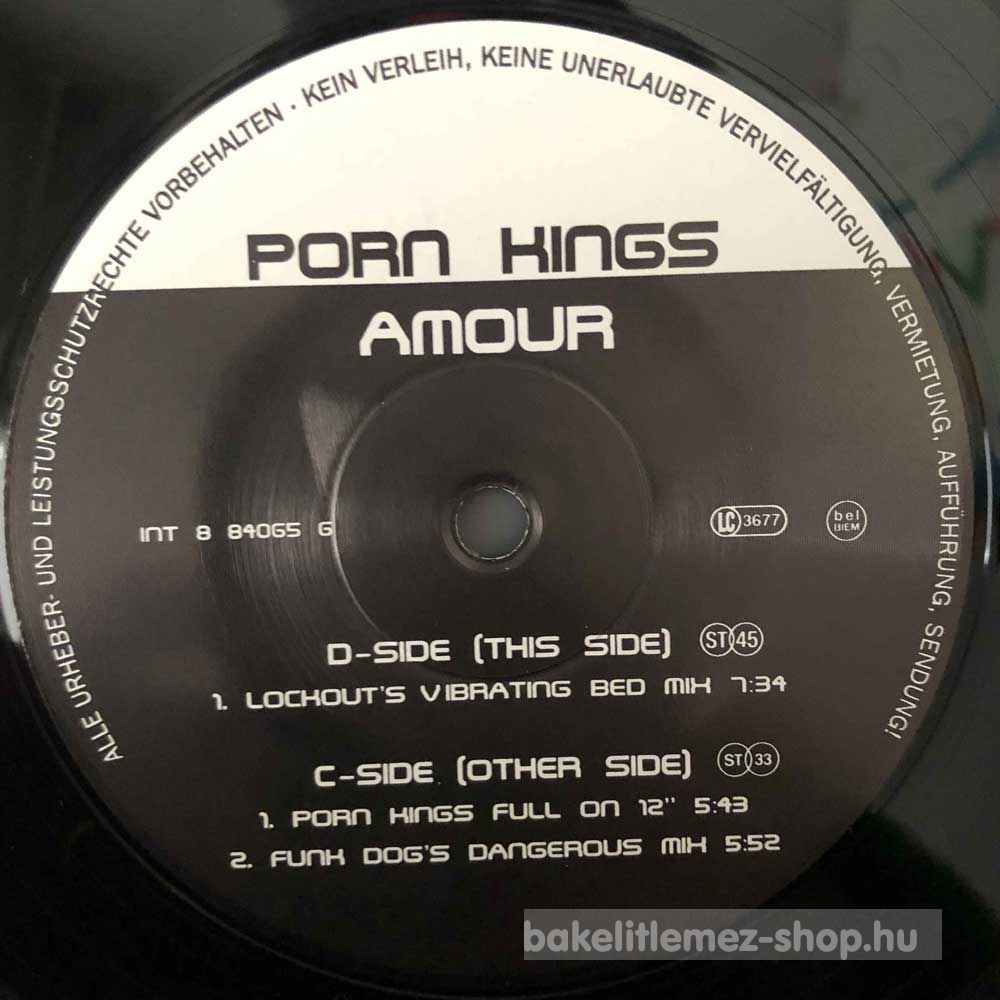 ALLE URHEBER- UND LEISTUNGSSCHUTZRECHTE VORBEHALTEN · KEIN VERLEIH, KEINE UNERLAUBTE VERVIELFÄLTIGUNG, VERMIETUNG, AUFFÜHRUNG, SENDUNG!
PORN KINGS
AMOUR
INT 8 84065 6
LC 3677
bel
BIEM
D-SIDE (THIS SIDE) ST 45
1. LOCKOUT'S VIBRATING BED MIX 7:34
C-SIDE (OTHER SIDE) ST 33
1. PORN KINGS FULL ON 12" 5:43
2. FUNK DOG'S DANGEROUS MIX 5:52
bakelitlemez-shop.hu